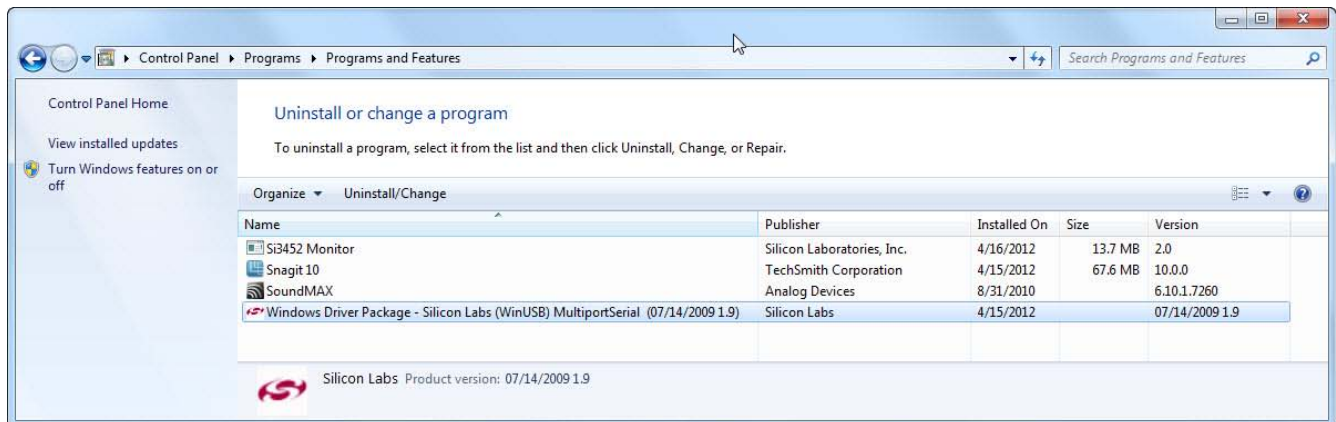 Control Panel Programs Programs and Features Search Programs and Features
Control Panel Home
View installed updates
Turn Windows features on or
off
Uninstall or change a program
To uninstall a program, select it from the list and then click Uninstall, Change, or Repair.
Organize Uninstall/Change
Name Publisher Installed On Size Version
Si3452 Monitor Silicon Laboratories, Inc. 4/16/2012 13.7 MB 2.0
Snagit 10 TechSmith Corporation 4/15/2012 67.6 MB 10.0.0
SoundMAX Analog Devices 8/31/2010 6.10.1.7260
Windows Driver Package - Silicon Labs (WinUSB) MultiportSerial (07/14/2009 1.9) Silicon Labs 4/15/2012 07/14/2009 1.9
Silicon Labs Product version: 07/14/2009 1.9